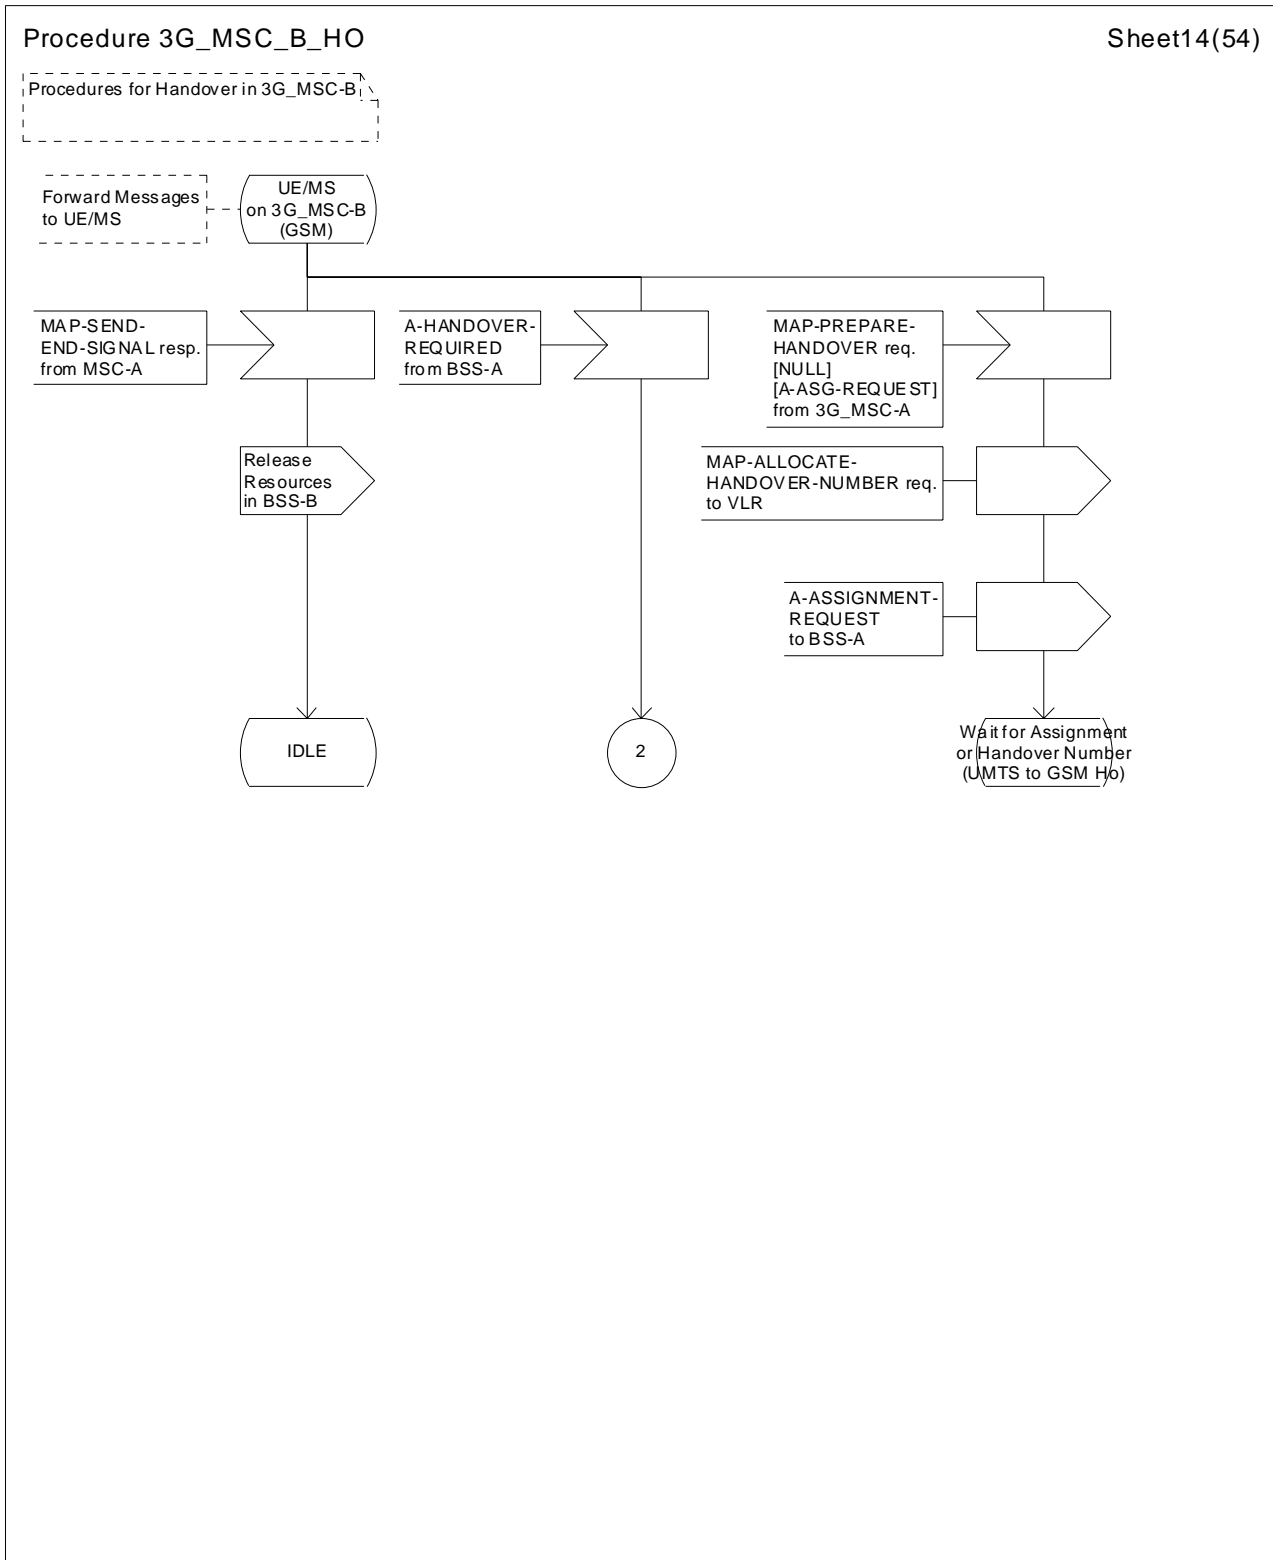 Procedure 3G_MSC_B_HO
Sheet14(54)
Procedures for Handover in 3G_MSC-B
Forward Messages
to UE/MS
UE/MS
on 3G_MSC-B
(GSM)
MAP-SEND-
END-SIGNAL resp.
from MSC-A
A-HANDOVER-
REQUIRED
from BSS-A
MAP-PREPARE-
HANDOVER req.
[NULL]
[A-ASG-REQUEST]
from 3G_MSC-A
Release
Resources
in BSS-B
MAP-ALLOCATE-
HANDOVER-NUMBER req.
to VLR
A-ASSIGNMENT-
REQUEST
to BSS-A
IDLE
2
Wait for Assignment
or Handover Number
(UMTS to GSM Ho)